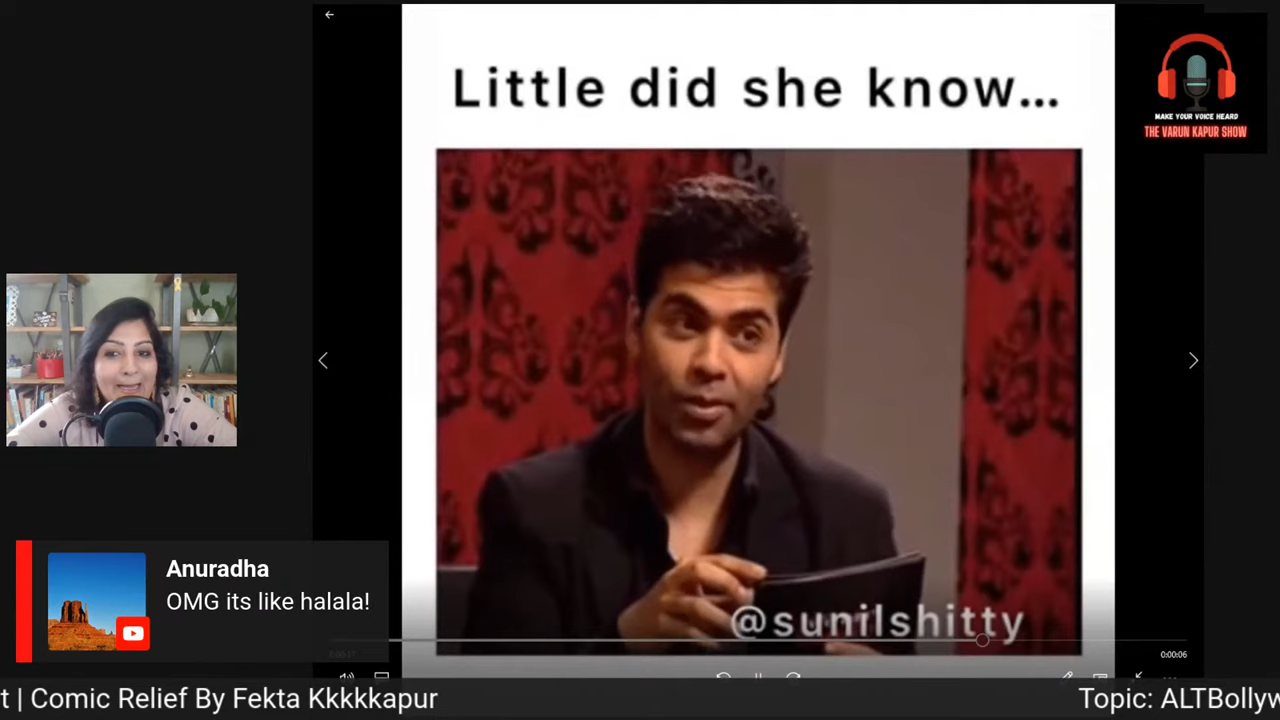 Little did she know...
MAKE YOUR VOICE HEARD
THE VARUN KAPUR SHOW
@sunilshitty
Anuradha
OMG its like halala!
0:00:06
t | Comic Relief By Fekta Kkkkkapur
Topic: ALTBollyw